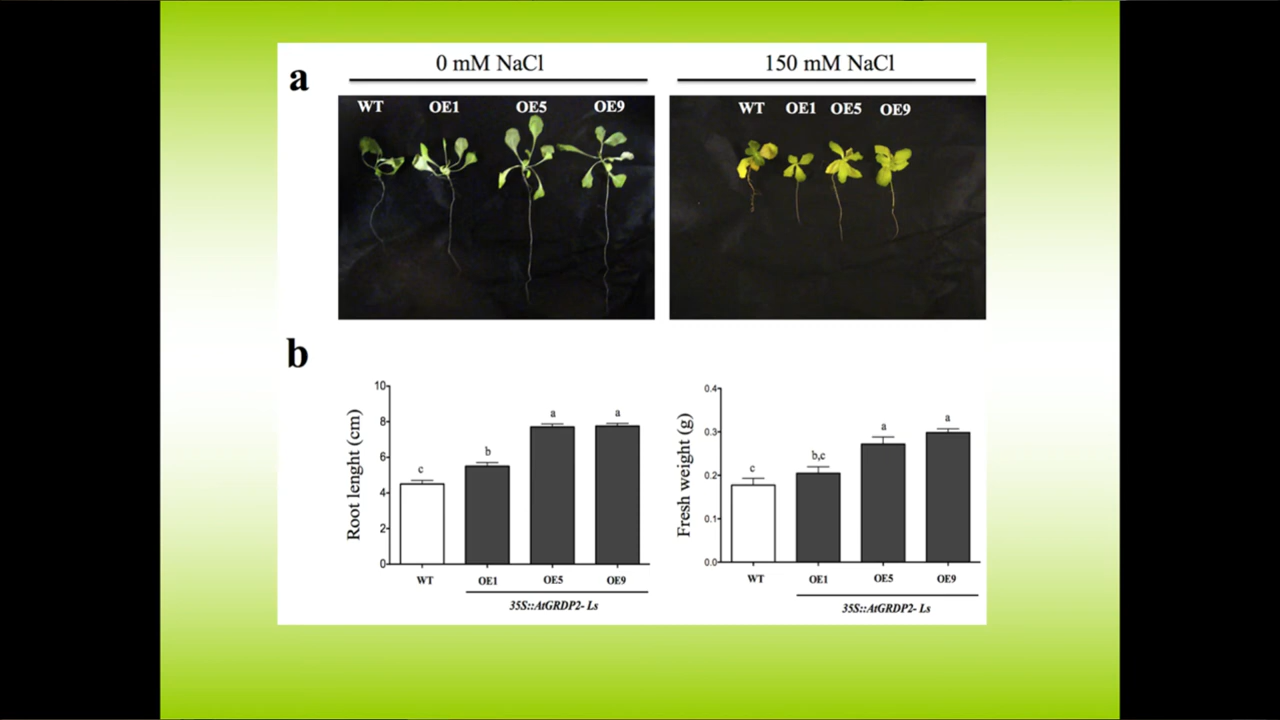 a
0 mM NaCl
150 mM NaCl
WT OE1 OE5 OE9
WT OE1 OE5 OE9
b
Root lenght (cm)
10
8
6
4
2
0
c
b
a
a
WT
OE1
OE5
OE9
35S::AtGRDP2- Ls
Fresh weight (g)
0.4
0.3
0.2
0.1
0.0
c
b,c
a
a
WT
OE1
OE5
OE9
35S::AtGRDP2- Ls